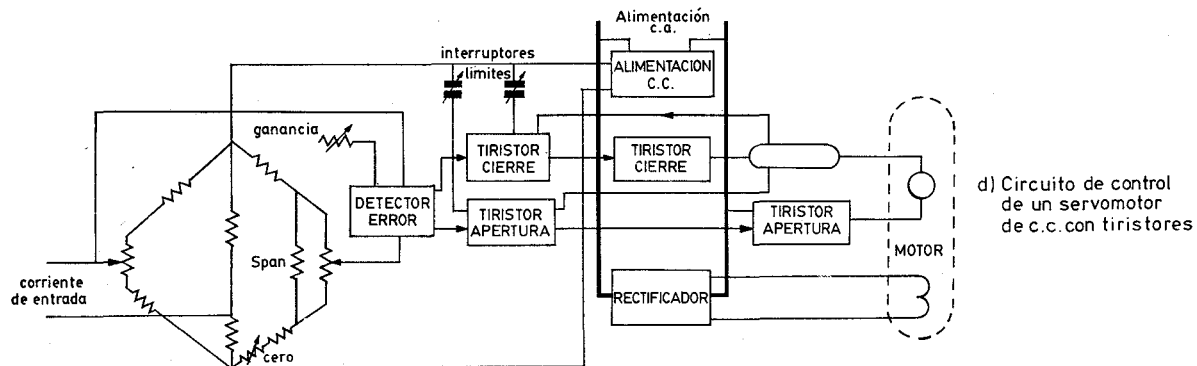 Alimentación
c.a.
interruptores
límites
ALIMENTACION
C.C.
ganancia
TIRISTOR
CIERRE
TIRISTOR
CIERRE
DETECTOR
ERROR
TIRISTOR
APERTURA
TIRISTOR
APERTURA
d) Circuito de control
de un servomotor
de c.c. con tiristores
Span
MOTOR
corriente
de entrada
RECTIFICADOR
cero